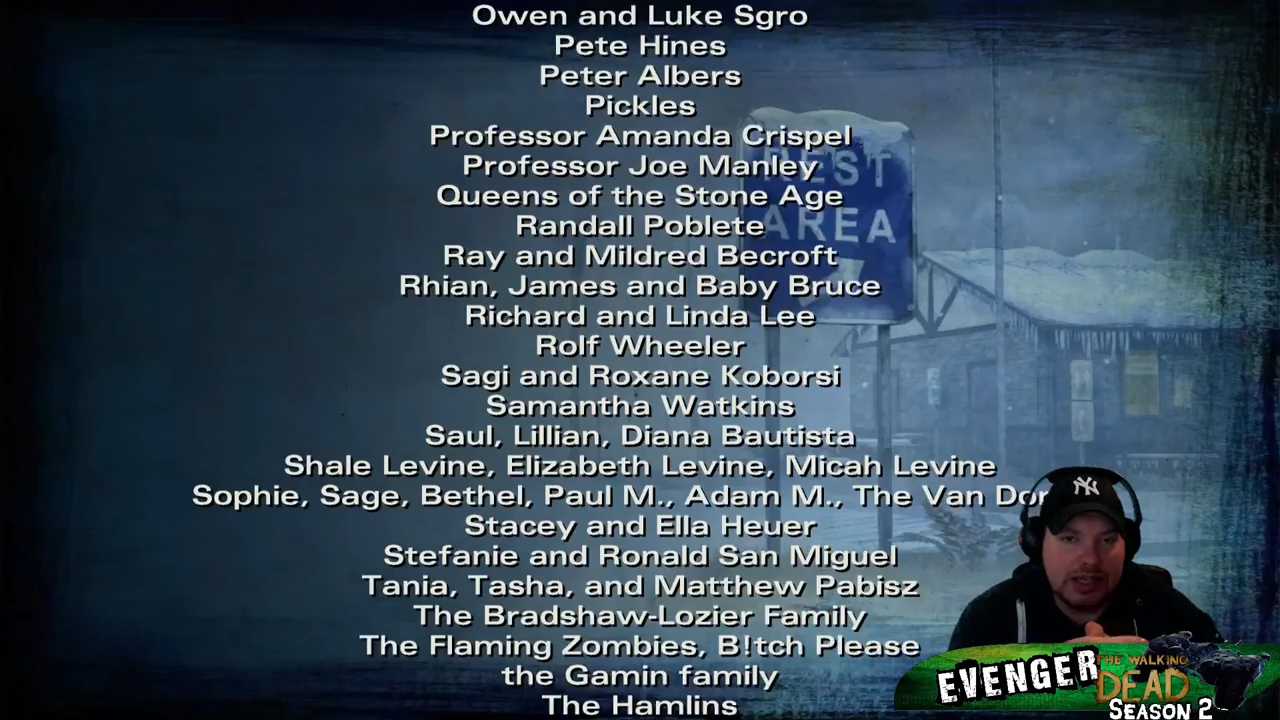 Owen and Luke Sgro
Pete Hines
Peter Albers
Pickles
Professor Amanda Crispel
Professor Joe Manley
Queens of the Stone Age
Randall Poblete
Ray and Mildred Becroft
Rhian, James and Baby Bruce
Richard and Linda Lee
Rolf Wheeler
Sagi and Roxane Koborsi
Samantha Watkins
Saul, Lillian, Diana Bautista
Shale Levine, Elizabeth Levine, Micah Levine
Sophie, Sage, Bethel, Paul M., Adam M., The Van
Stacey and Ella Heuer
Stefanie and Ronald San Miguel
Tania, Tasha, and Matthew Pabisz
The Bradshaw-Lozier Family
The Flaming Zombies, B!tch Please
the Gamin family
The Hamlins
REST
AREA
NY
EVENGER
THE WALKING
DEAD
SEASON 2